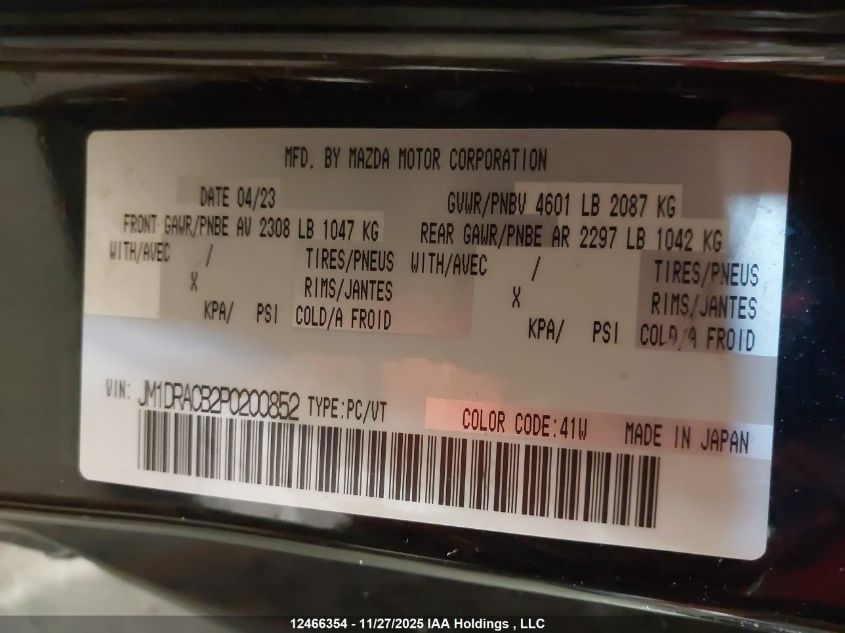 MFD. BY MAZDA MOTOR CORPORATION
DATE 04/23 GVWR/PNBV 4601 LB 2087 KG
FRONT GAWR/PNBE AV 2308 LB 1047 KG REAR GAWR/PNBE AR 2297 LB 1042 KG
WITH/AVEC / TIRES/PNEUS WITH/AVEC / TIRES/PNEUS
X RIMS/JANTES X RIMS/JANTES
KPA/ PSI COLD/A FROID KPA/ PSI COLD/A FROID
VIN: JM1DRACB2P0200852 TYPE:PC/VT COLOR CODE:41W MADE IN JAPAN
12466354 - 11/27/2025 IAA Holdings , LLC